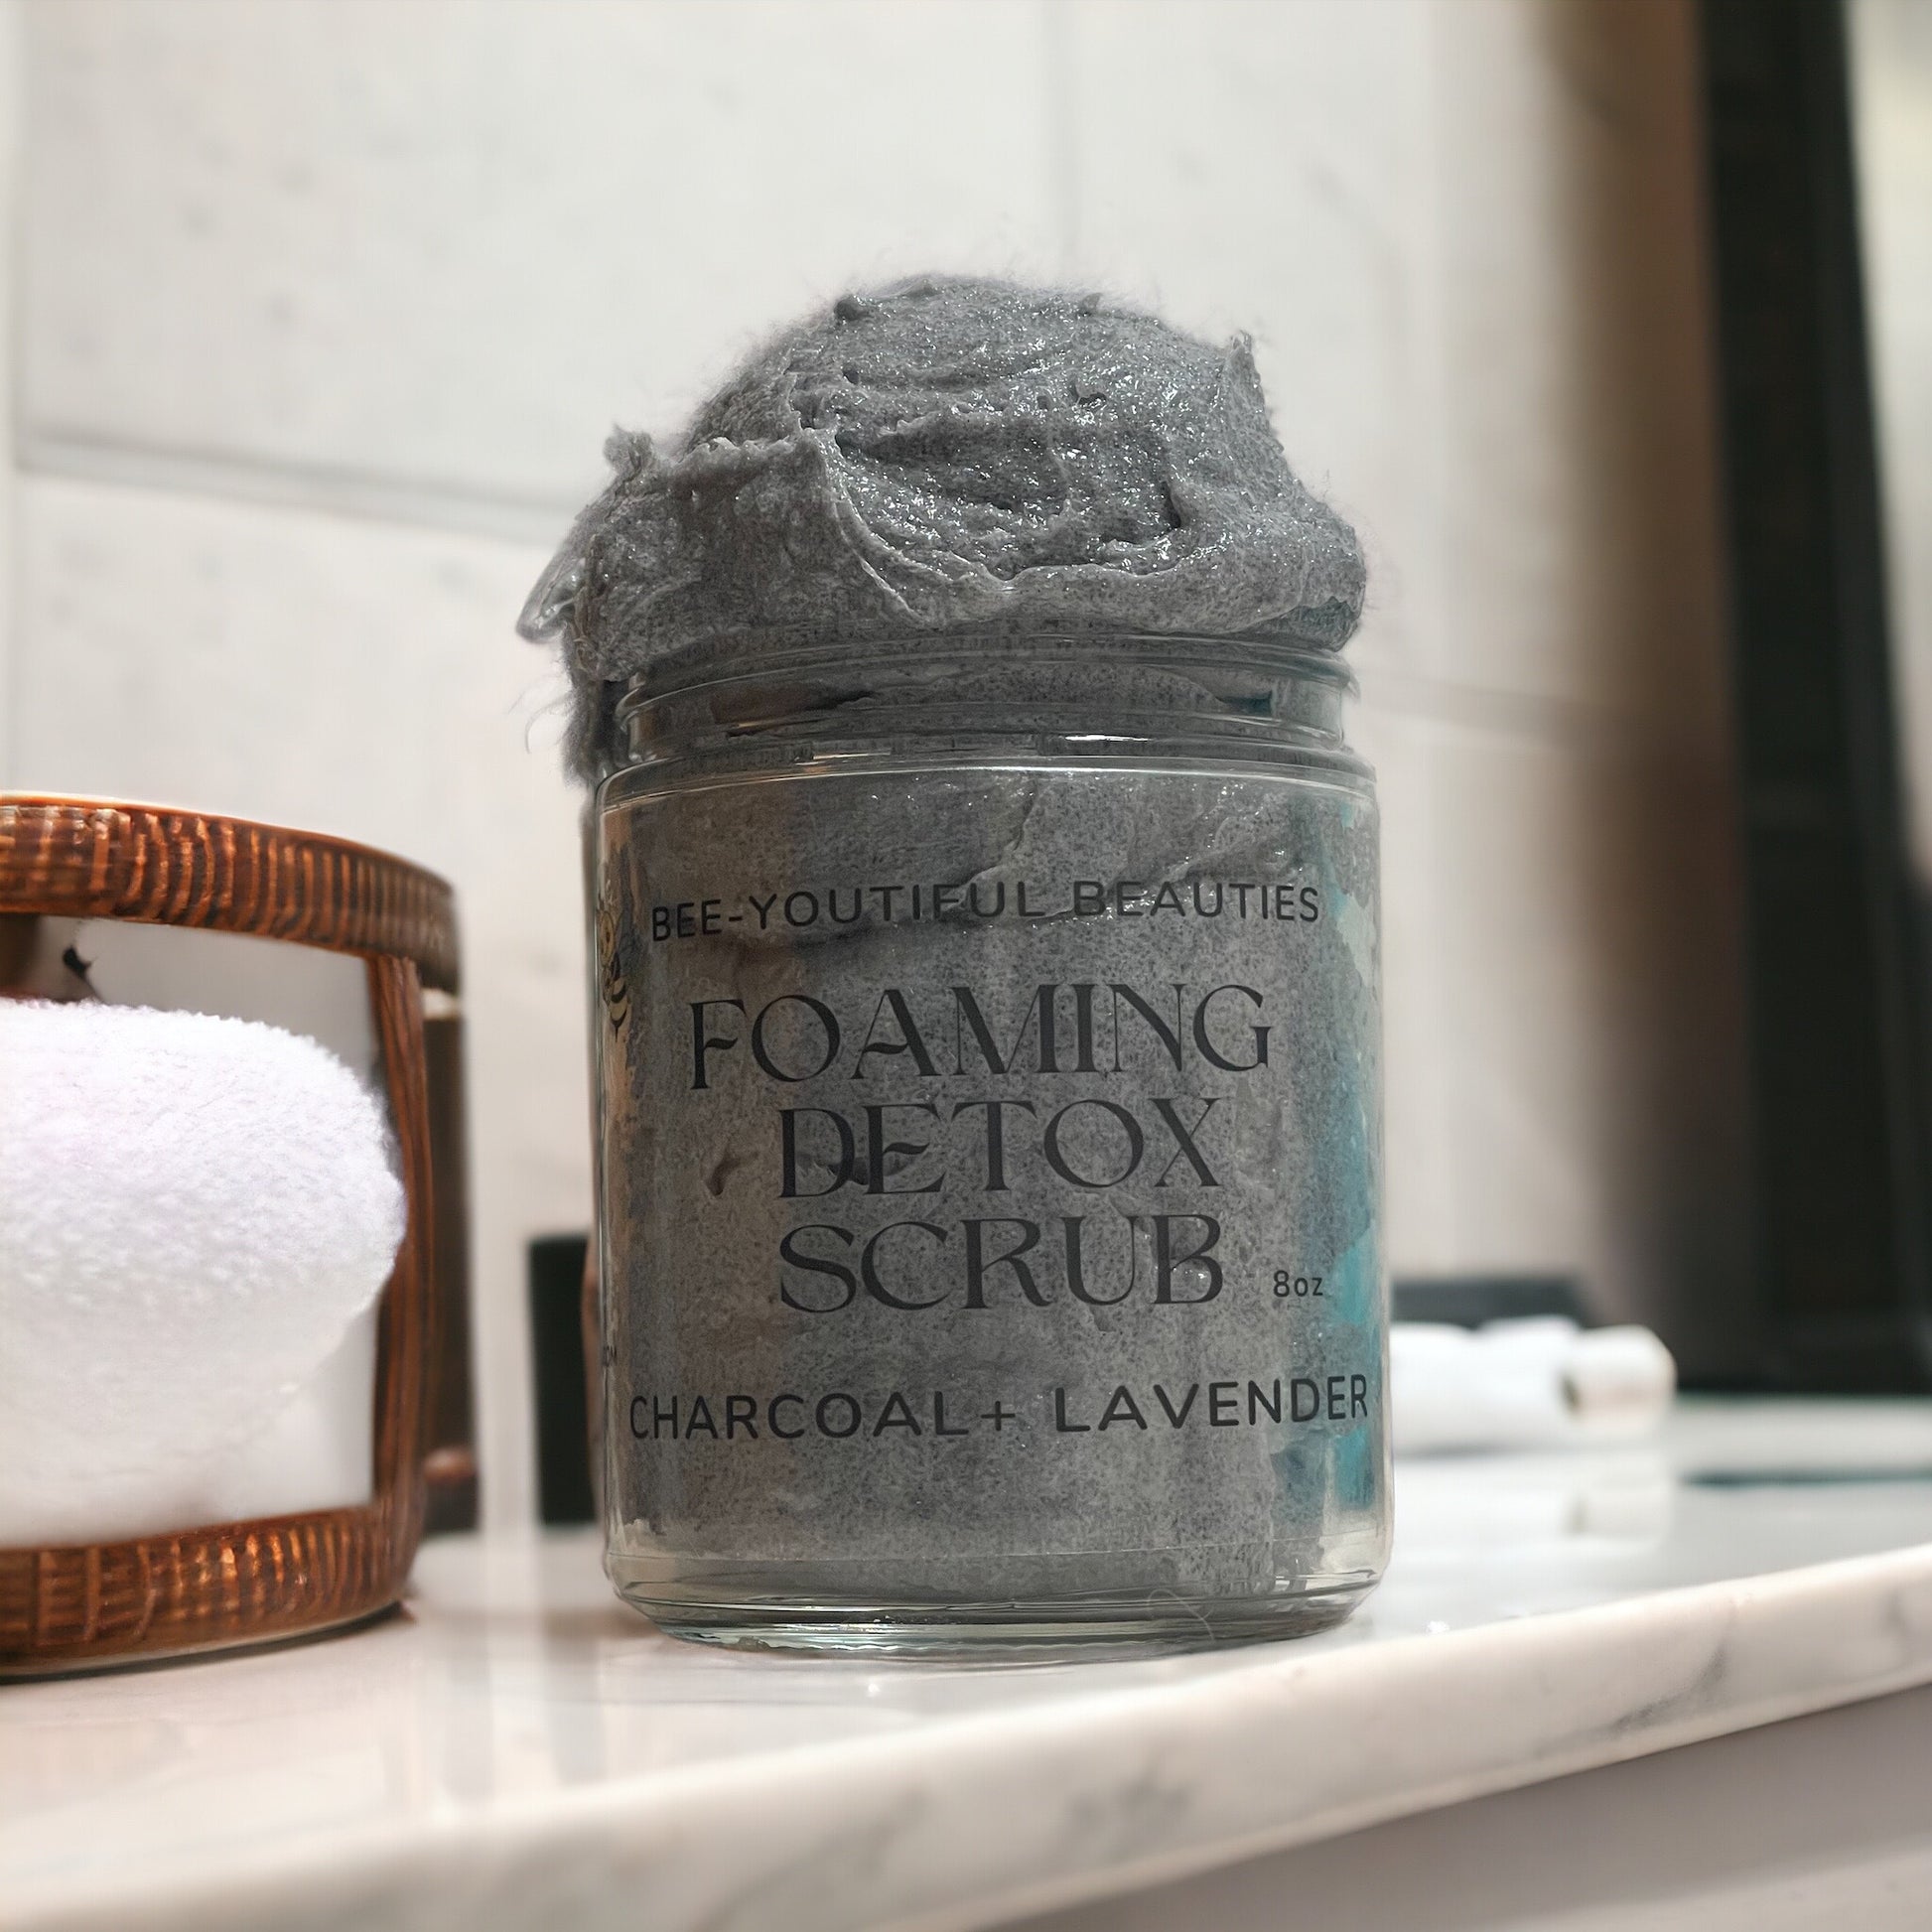 BEE-YOUTIFUL BEAUTIES
FOAMING
DETOX
SCRUB
8oz
CHARCOAL+ LAVENDER